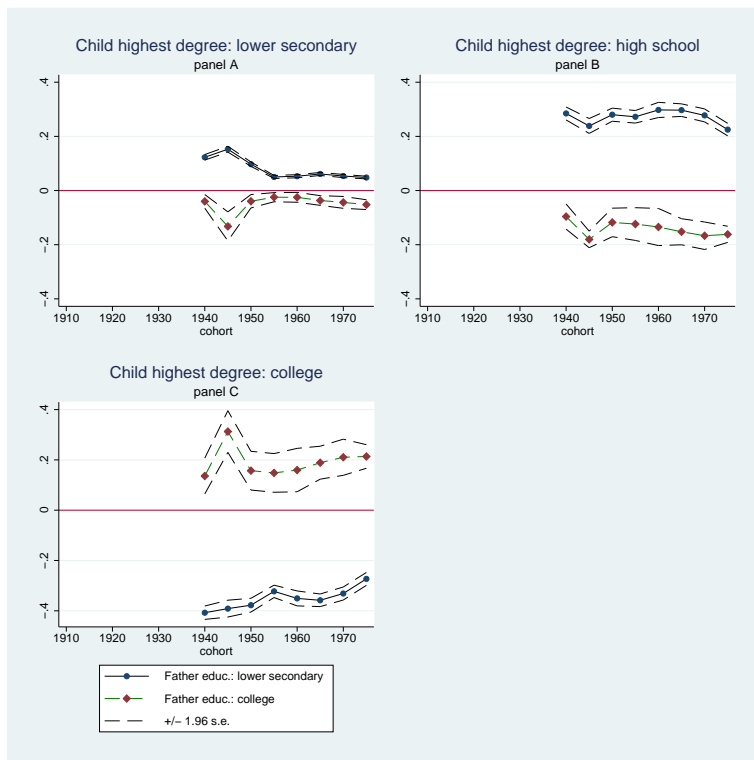 Child highest degree: lower secondary
panel A
.4
.2
0
−.2
−.4
1910 1920 1930 1940 1950 1960 1970
cohort
Child highest degree: high school
panel B
.4
.2
0
−.2
−.4
1910 1920 1930 1940 1950 1960 1970
cohort
Child highest degree: college
panel C
.4
.2
0
−.2
−.4
1910 1920 1930 1940 1950 1960 1970
cohort
Father educ.: lower secondary
Father educ.: college
+/− 1.96 s.e.